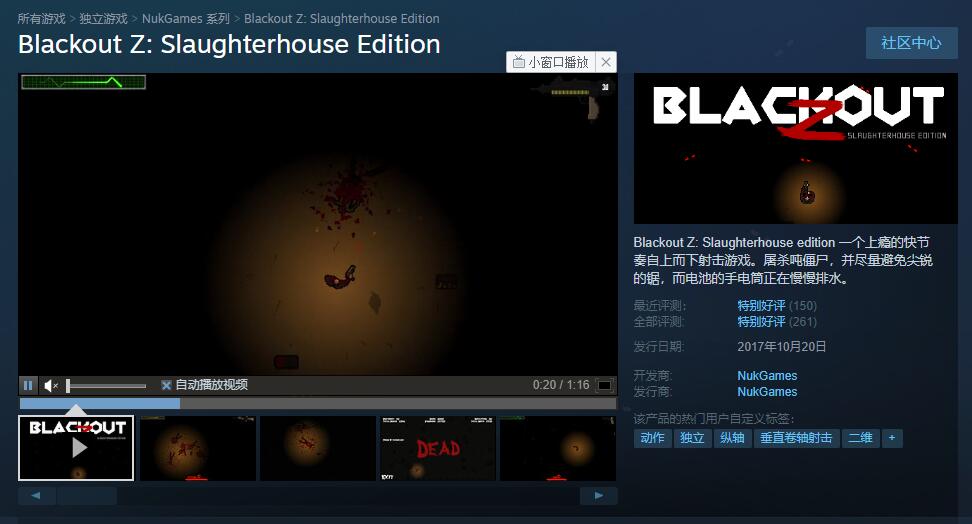 所有游戏 > 独立游戏 > NukGames 系列 > Blackout Z: Slaughterhouse Edition
Blackout Z: Slaughterhouse Edition
社区中心
小窗口播放
BLACKOUT
Z
SLAUGHTERHOUSE EDITION
Blackout Z: Slaughterhouse edition 一个上瘾的快节
奏自上而下射击游戏。屠杀吨僵尸，并尽量避免尖锐
的锯，而电池的手电筒正在慢慢排水。
最近评测: 特别好评 (150)
全部评测: 特别好评 (261)
发行日期: 2017年10月20日
开发商: NukGames
发行商: NukGames
该产品的热门用户自定义标签:
动作 独立 纵轴 垂直卷轴射击 二维 +
自动播放视频 0:20 / 1:16
BLACKOUT
DEAD
EXIT